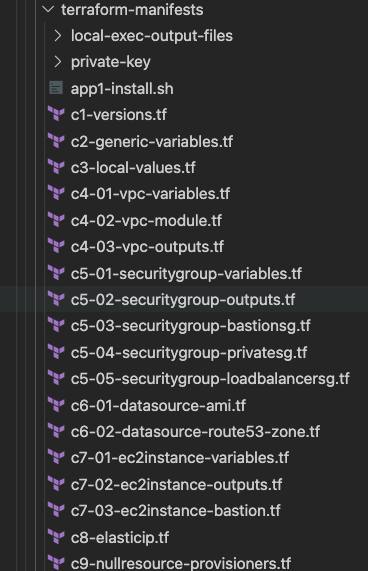 terraform-manifests
local-exec-output-files
private-key
app1-install.sh
c1-versions.tf
c2-generic-variables.tf
c3-local-values.tf
c4-01-vpc-variables.tf
c4-02-vpc-module.tf
c4-03-vpc-outputs.tf
c5-01-securitygroup-variables.tf
c5-02-securitygroup-outputs.tf
c5-03-securitygroup-bastionsg.tf
c5-04-securitygroup-privatesg.tf
c5-05-securitygroup-loadbalancersg.tf
c6-01-datasource-ami.tf
c6-02-datasource-route53-zone.tf
c7-01-ec2instance-variables.tf
c7-02-ec2instance-outputs.tf
c7-03-ec2instance-bastion.tf
c8-elasticip.tf
c9-nullresource-provisioners.tf